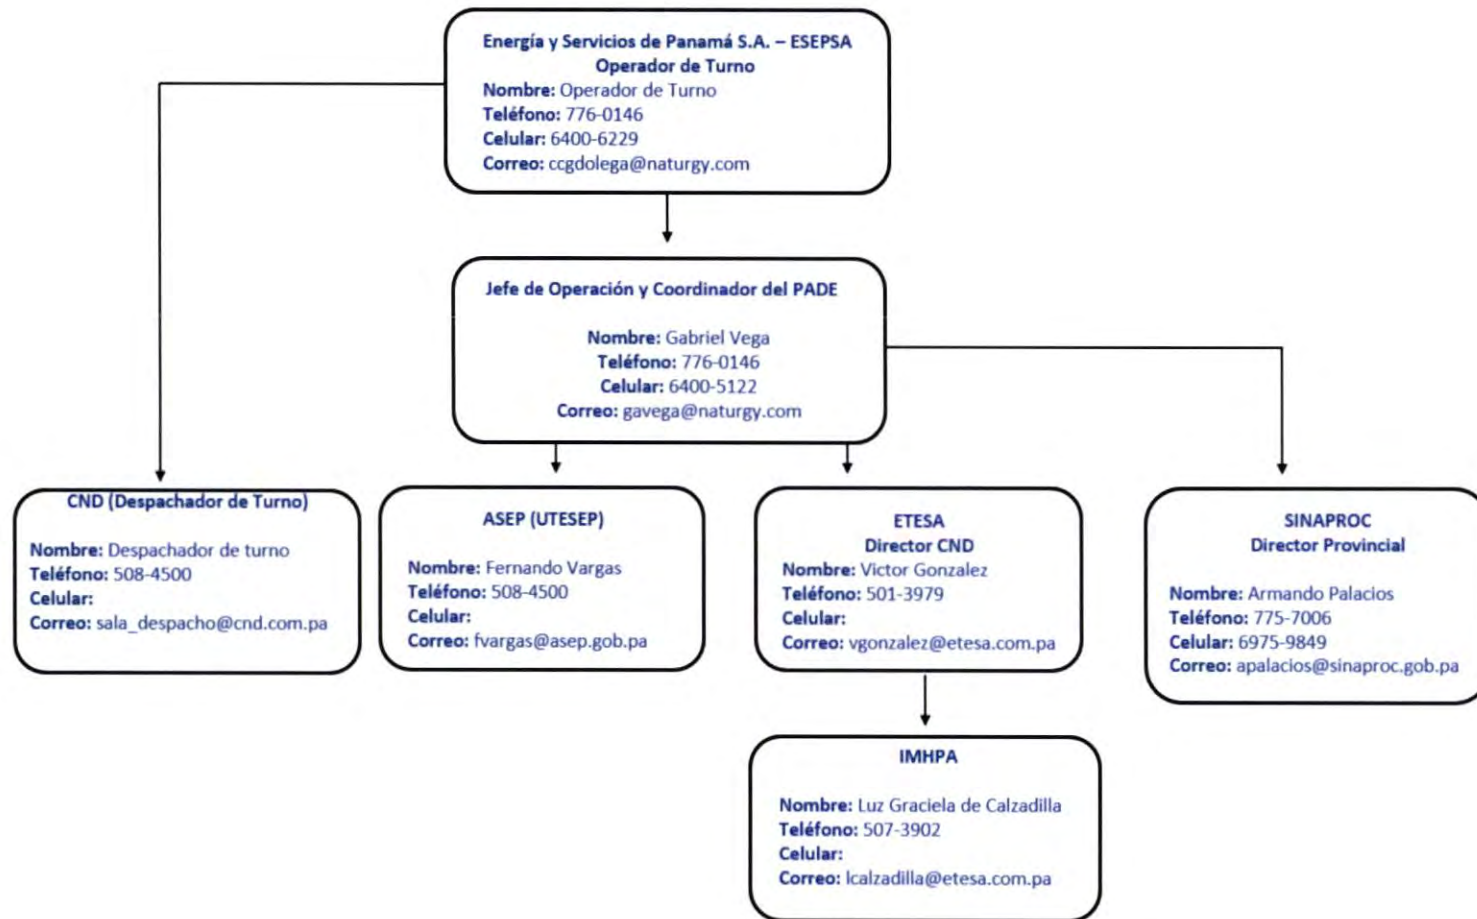 Energía y Servicios de Panamá S.A. – ESEPSA
Operador de Turno
Nombre: Operador de Turno
Teléfono: 776-0146
Celular: 6400-6229
Correo: ccgdolega@naturgy.com
Jefe de Operación y Coordinador del PADE
Nombre: Gabriel Vega
Teléfono: 776-0146
Celular: 6400-5122
Correo: gavega@naturgy.com
CND (Despachador de Turno)
Nombre: Despachador de turno
Teléfono: 508-4500
Celular:
Correo: sala_despacho@cnd.com.pa
ASEP (UTESEP)
Nombre: Fernando Vargas
Teléfono: 508-4500
Celular:
Correo: fvargas@asep.gob.pa
ETESA
Director CND
Nombre: Victor Gonzalez
Teléfono: 501-3979
Celular:
Correo: vgonzalez@etesa.com.pa
SINAPROC
Director Provincial
Nombre: Armando Palacios
Teléfono: 775-7006
Celular: 6975-9849
Correo: apalacios@sinaproc.gob.pa
IMHPA
Nombre: Luz Graciela de Calzadilla
Teléfono: 507-3902
Celular:
Correo: lcalzadilla@etesa.com.pa